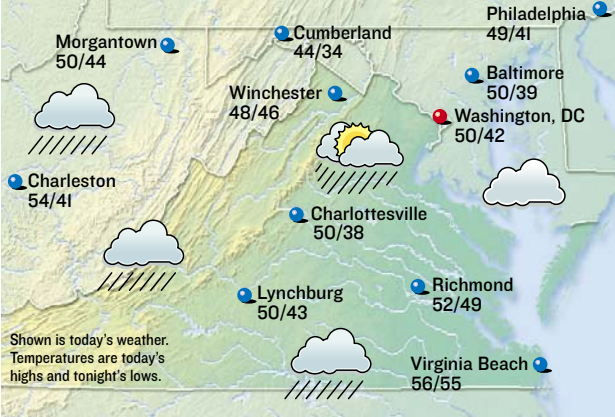 Philadelphia
49/41
Cumberland
44/34
Morgantown
50/44
Baltimore
50/39
Winchester
48/46
Washington, DC
50/42
Charleston
54/41
Charlottesville
50/38
Richmond
52/49
Lynchburg
50/43
Shown is today's weather.
Temperatures are today's
highs and tonight's lows.
Virginia Beach
56/55